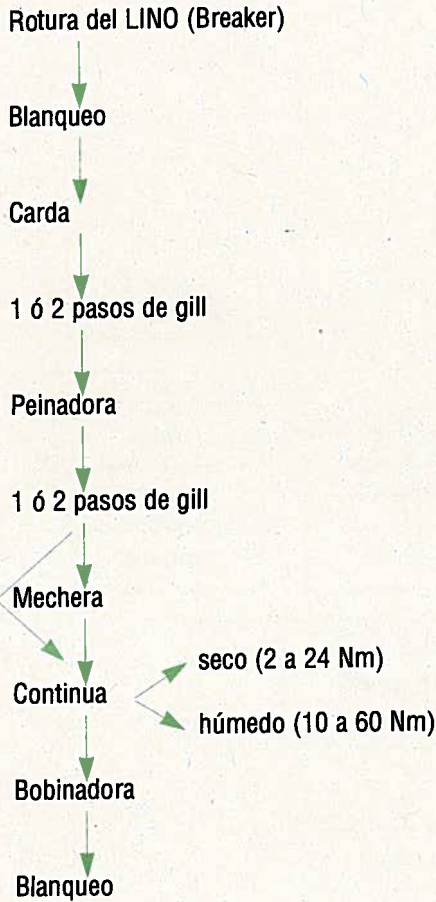 Rotura del LINO (Breaker)
Blanqueo
Carda
1 ó 2 pasos de gill
Peinadora
1 ó 2 pasos de gill
Mechera
seco (2 a 24 Nm)
Continua
húmedo (10 a 60 Nm)
Bobinadora
Blanqueo